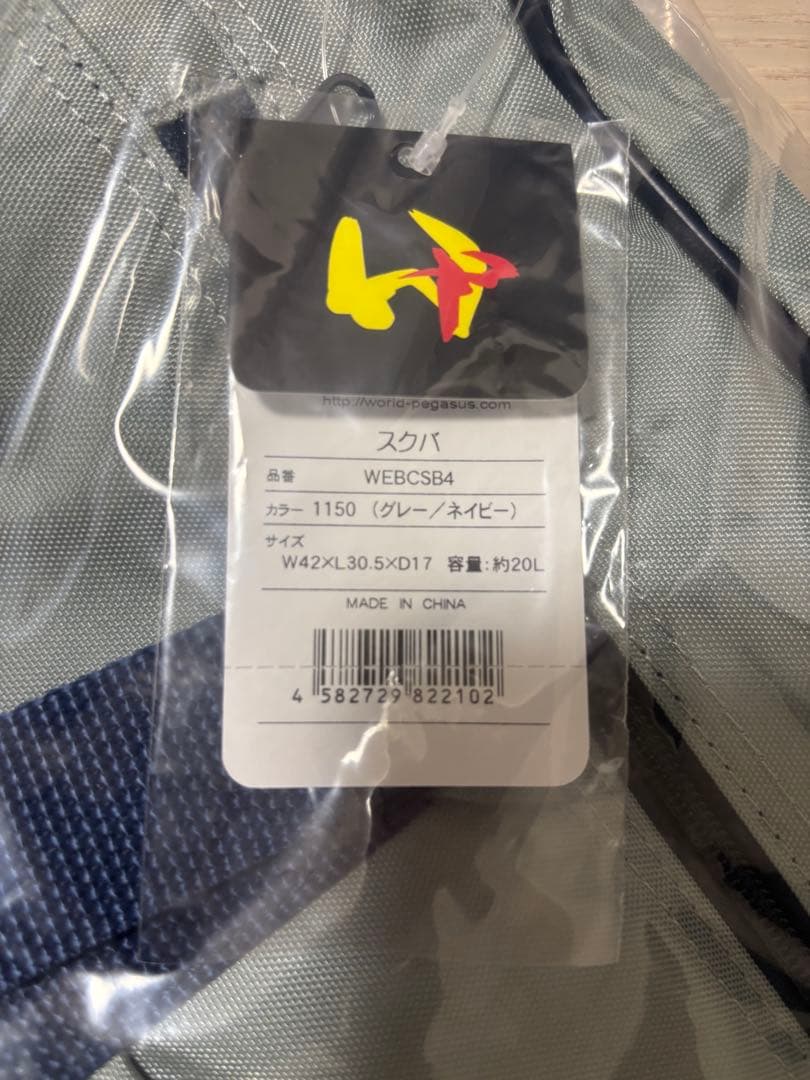 http://world-pegasus.com
スクバ
品番 WEBCSB4
カラー 1150 （グレー／ネイビー）
サイズ
W42×L30.5×D17 容量:約20L
MADE IN CHINA
4 582729 822102